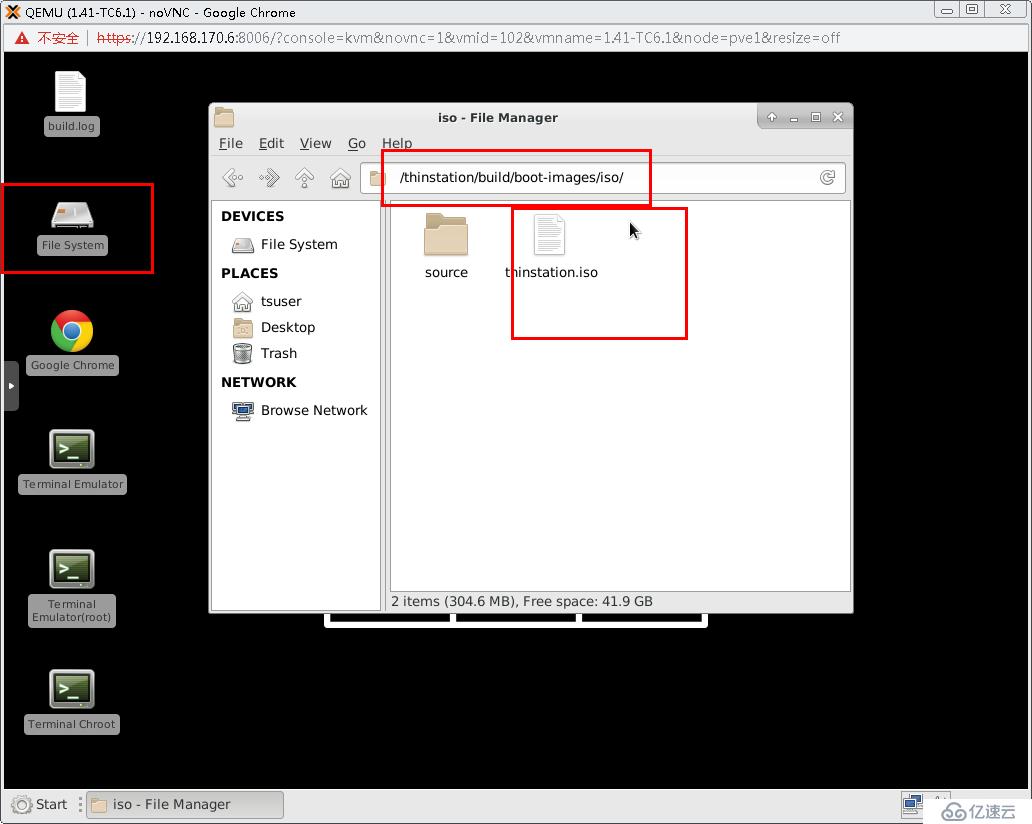 QEMU (1.41-TC6.1) - noVNC - Google Chrome
不安全 | https://192.168.170.6:8006/?console=kvm&novnc=1&vmid=102&vmname=1.41-TC6.1&node=pve1&resize=off
build.log
File System
Google Chrome
Terminal Emulator
Terminal
Emulator(root)
Terminal Chroot
iso - File Manager
File Edit View Go Help
/thinstation/build/boot-images/iso/
DEVICES
File System
PLACES
tsuser
Desktop
Trash
NETWORK
Browse Network
source
thinstation.iso
2 items (304.6 MB), Free space: 41.9 GB
Start
iso - File Manager
亿速云